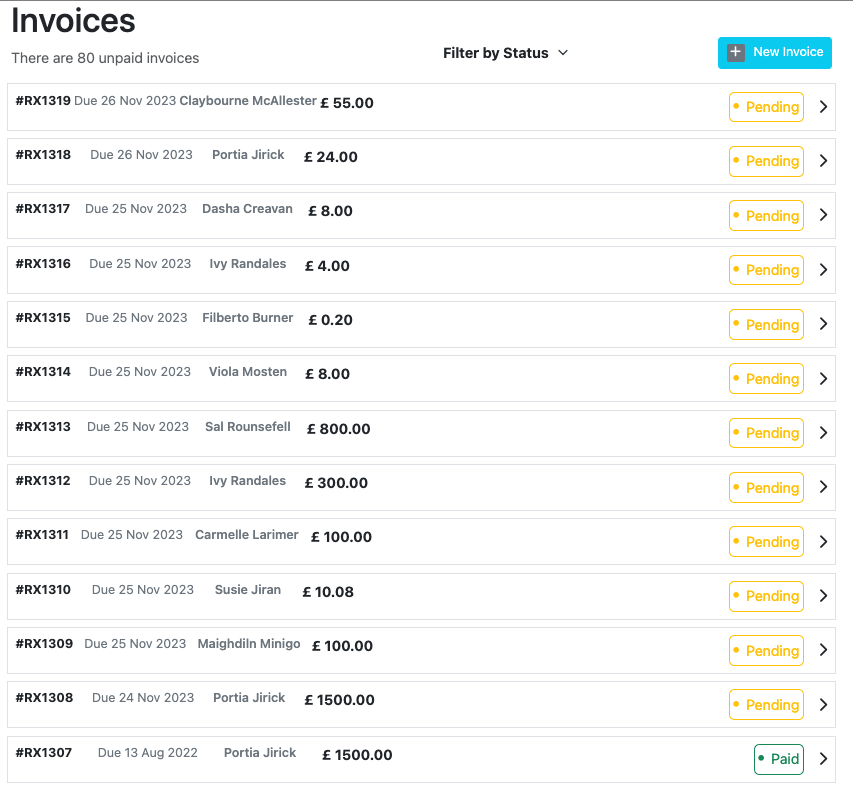 Invoices
There are 80 unpaid invoices
Filter by Status
New Invoice
#RX1319 Due 26 Nov 2023 Claybourne McAllester £ 55.00 Pending
#RX1318 Due 26 Nov 2023 Portia Jirick £ 24.00 Pending
#RX1317 Due 25 Nov 2023 Dasha Creavan £ 8.00 Pending
#RX1316 Due 25 Nov 2023 Ivy Randales £ 4.00 Pending
#RX1315 Due 25 Nov 2023 Filberto Burner £ 0.20 Pending
#RX1314 Due 25 Nov 2023 Viola Mosten £ 8.00 Pending
#RX1313 Due 25 Nov 2023 Sal Rounsefell £ 800.00 Pending
#RX1312 Due 25 Nov 2023 Ivy Randales £ 300.00 Pending
#RX1311 Due 25 Nov 2023 Carmelle Larimer £ 100.00 Pending
#RX1310 Due 25 Nov 2023 Susie Jiran £ 10.08 Pending
#RX1309 Due 25 Nov 2023 Maighdiln Minigo £ 100.00 Pending
#RX1308 Due 24 Nov 2023 Portia Jirick £ 1500.00 Pending
#RX1307 Due 13 Aug 2022 Portia Jirick £ 1500.00 Paid